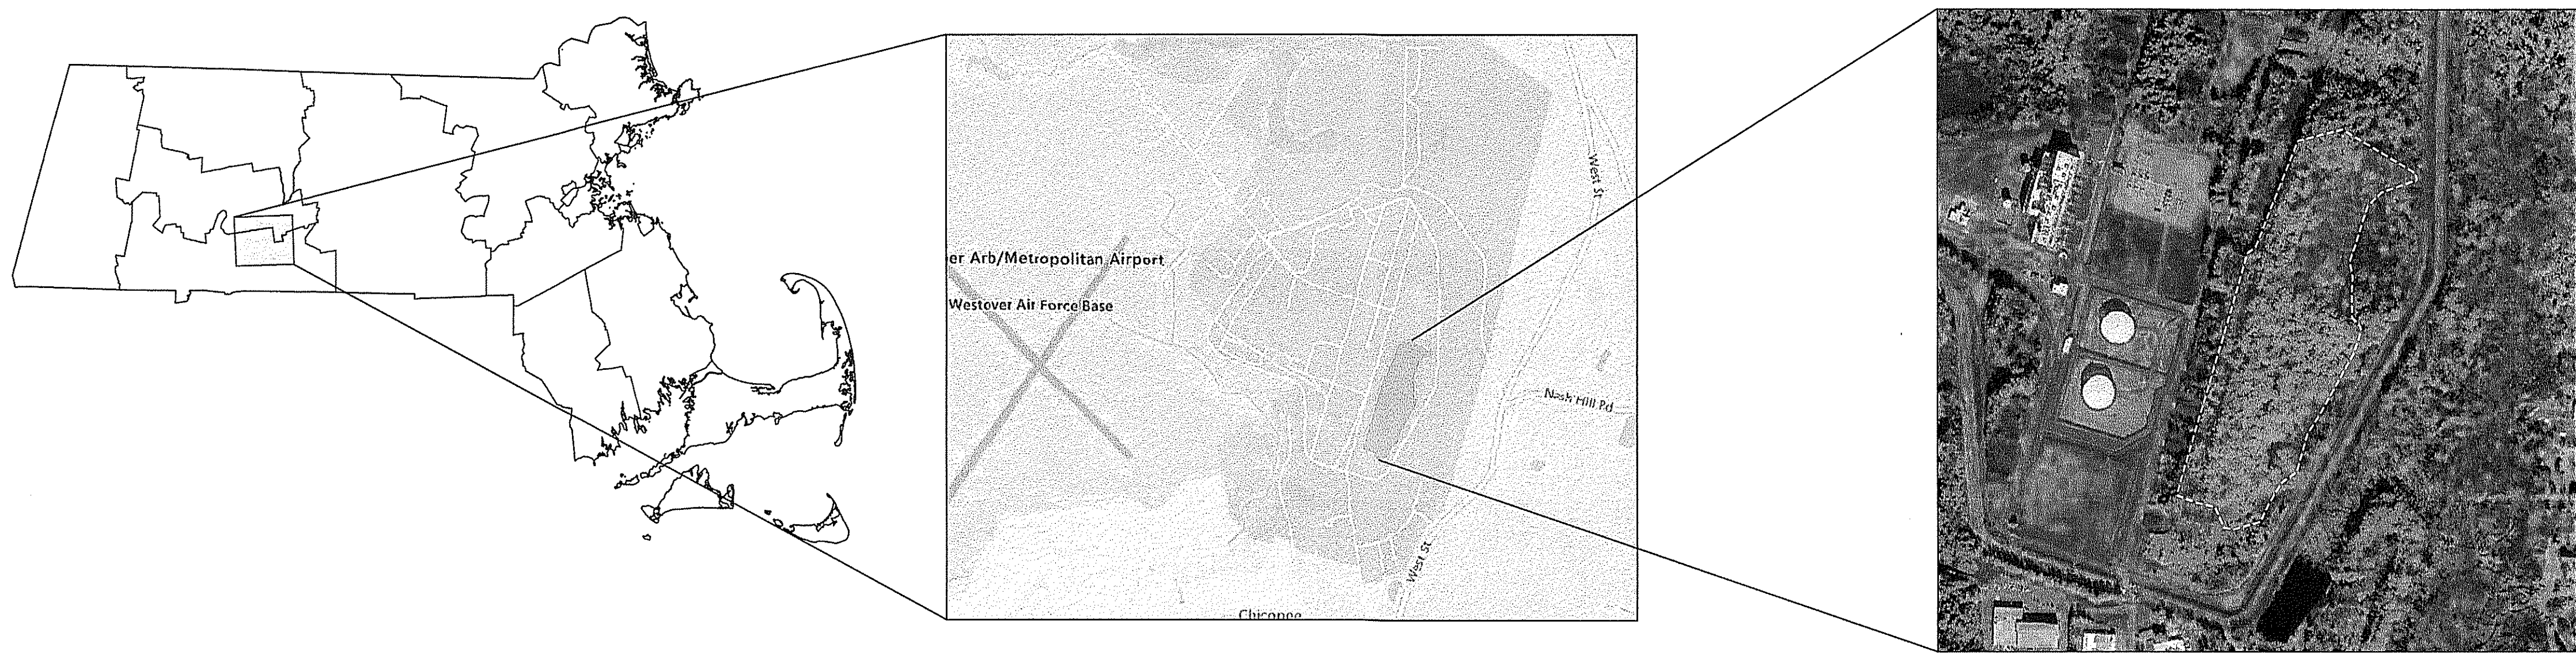 West St
er Arb/Metropolitan Airport
Westover Air Force Base
Nash Hill Rd
West St
Chicopee